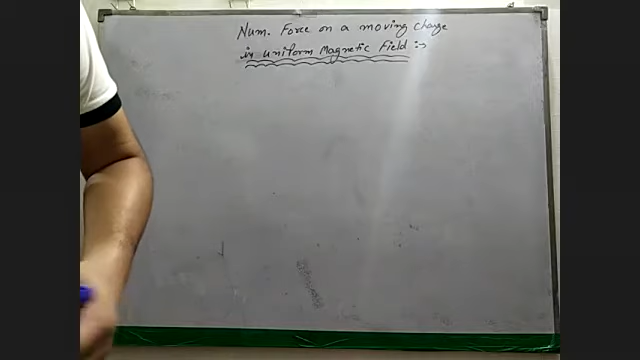 Num. Force on a moving charge
in uniform Magnetic Field :-